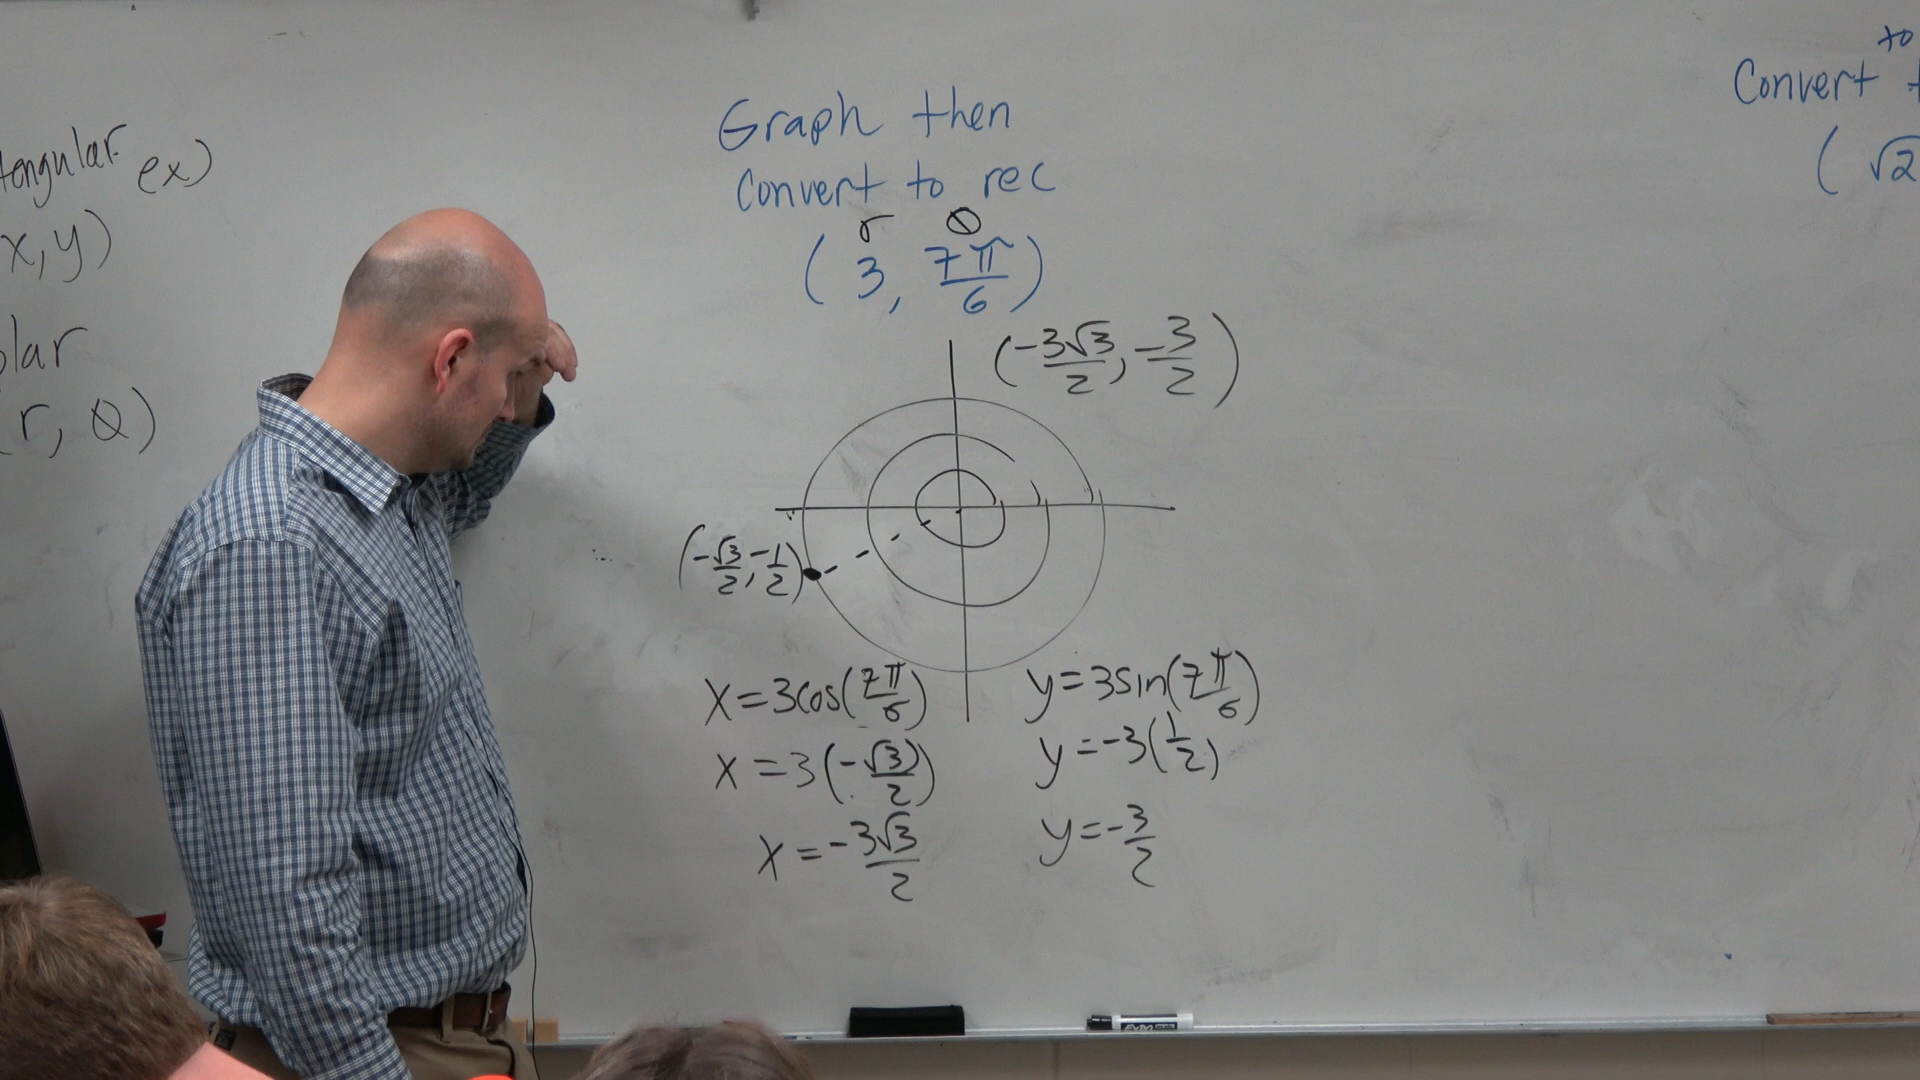 ex)
x, y)
r, θ)
Graph then
Convert to rec
r θ
(3, 7π/6)
(-3√3/2, -3/2)
(-√3/2, -1/2)
x = 3cos(7π/6)
x = 3(-√3/2)
x = -3√3/2
y = 3sin(7π/6)
y = -3(1/2)
y = -3/2
to
Convert
(√2
EXPO